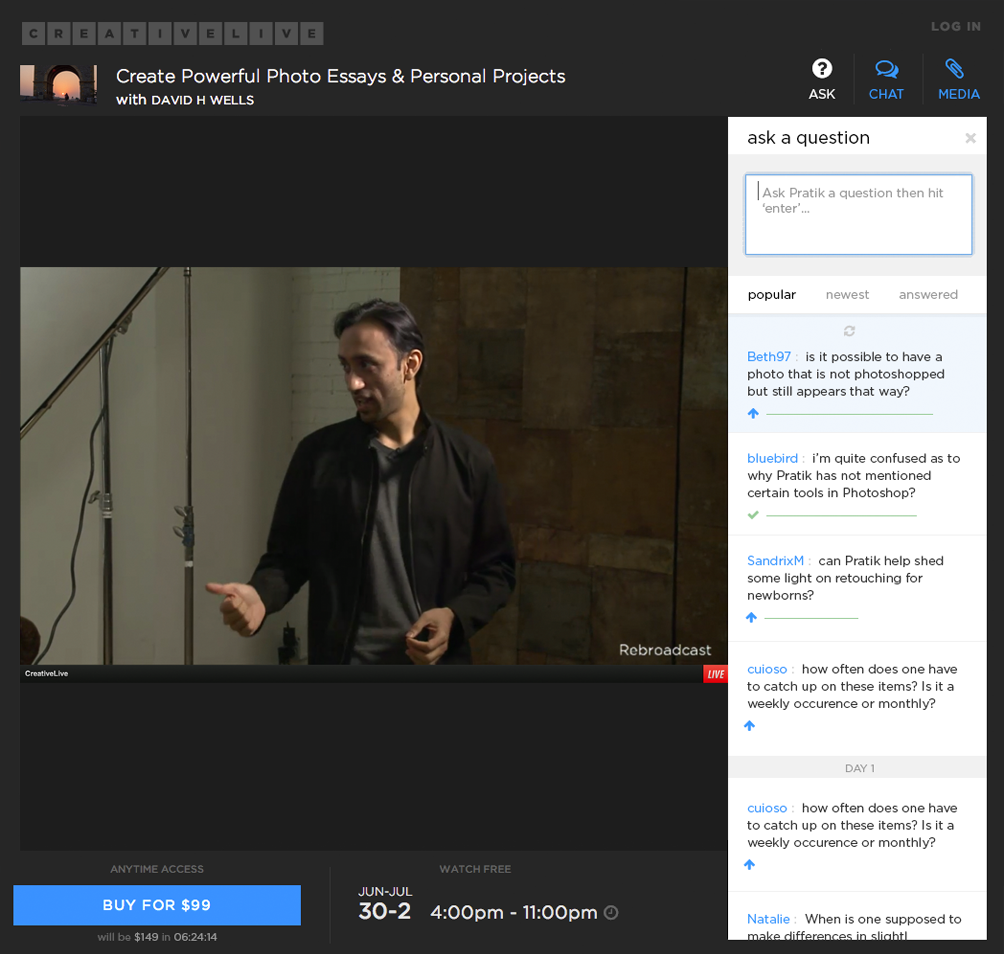 CREATIVELIVE
LOG IN
Create Powerful Photo Essays & Personal Projects
with DAVID H WELLS
ASK
CHAT
MEDIA
ask a question
Ask Pratik a question then hit
‘enter’...
popular newest answered
Beth97 : is it possible to have a
photo that is not photoshopped
but still appears that way?
bluebird : i’m quite confused as to
why Pratik has not mentioned
certain tools in Photoshop?
SandrixM : can Pratik help shed
some light on retouching for
newborns?
cuioso : how often does one have
to catch up on these items? Is it a
weekly occurence or monthly?
DAY 1
cuioso : how often does one have
to catch up on these items? Is it a
weekly occurence or monthly?
Natalie : When is one supposed to
make differences in slightl
Rebroadcast
CreativeLive
LIVE
ANYTIME ACCESS
BUY FOR $99
will be $149 in 06:24:14
WATCH FREE
JUN-JUL
30-2 4:00pm - 11:00pm